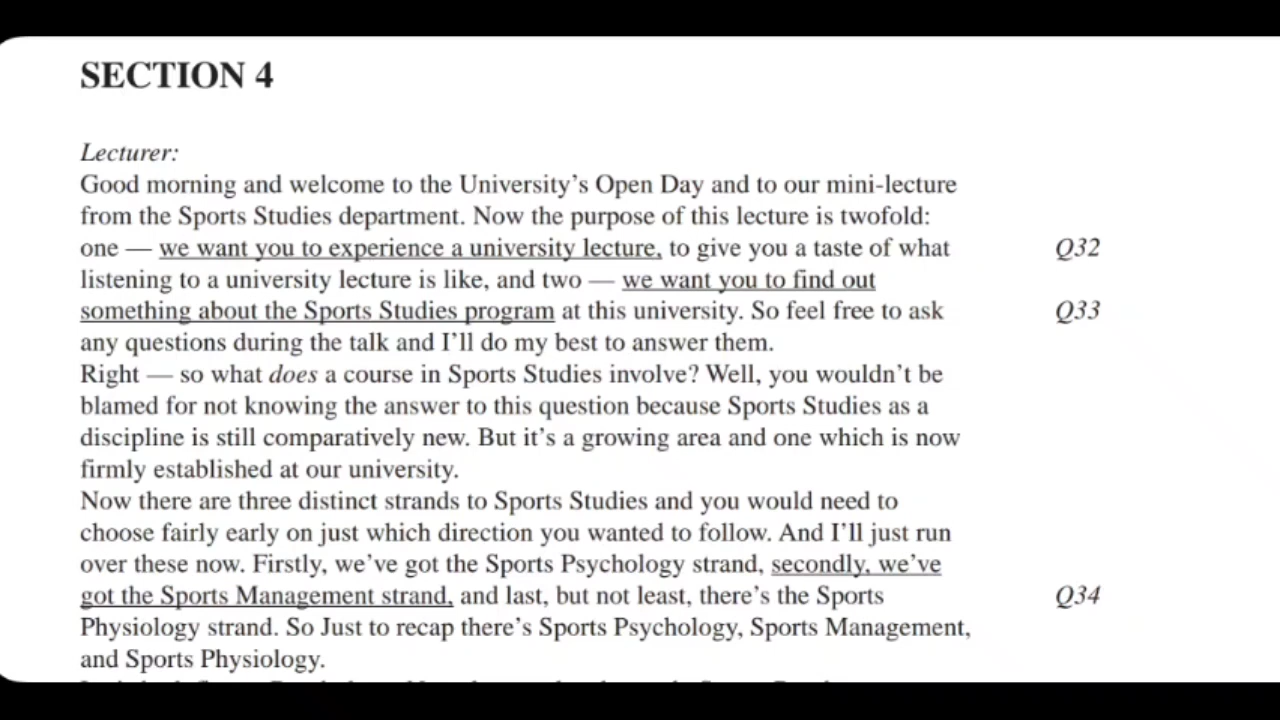 SECTION 4
Lecturer:
Good morning and welcome to the University's Open Day and to our mini-lecture
from the Sports Studies department. Now the purpose of this lecture is twofold:
one — we want you to experience a university lecture, to give you a taste of what Q32
listening to a university lecture is like, and two — we want you to find out
something about the Sports Studies program at this university. So feel free to ask Q33
any questions during the talk and I'll do my best to answer them.
Right — so what does a course in Sports Studies involve? Well, you wouldn't be
blamed for not knowing the answer to this question because Sports Studies as a
discipline is still comparatively new. But it's a growing area and one which is now
firmly established at our university.
Now there are three distinct strands to Sports Studies and you would need to
choose fairly early on just which direction you wanted to follow. And I'll just run
over these now. Firstly, we've got the Sports Psychology strand, secondly, we've
got the Sports Management strand, and last, but not least, there's the Sports Q34
Physiology strand. So Just to recap there's Sports Psychology, Sports Management,
and Sports Physiology.